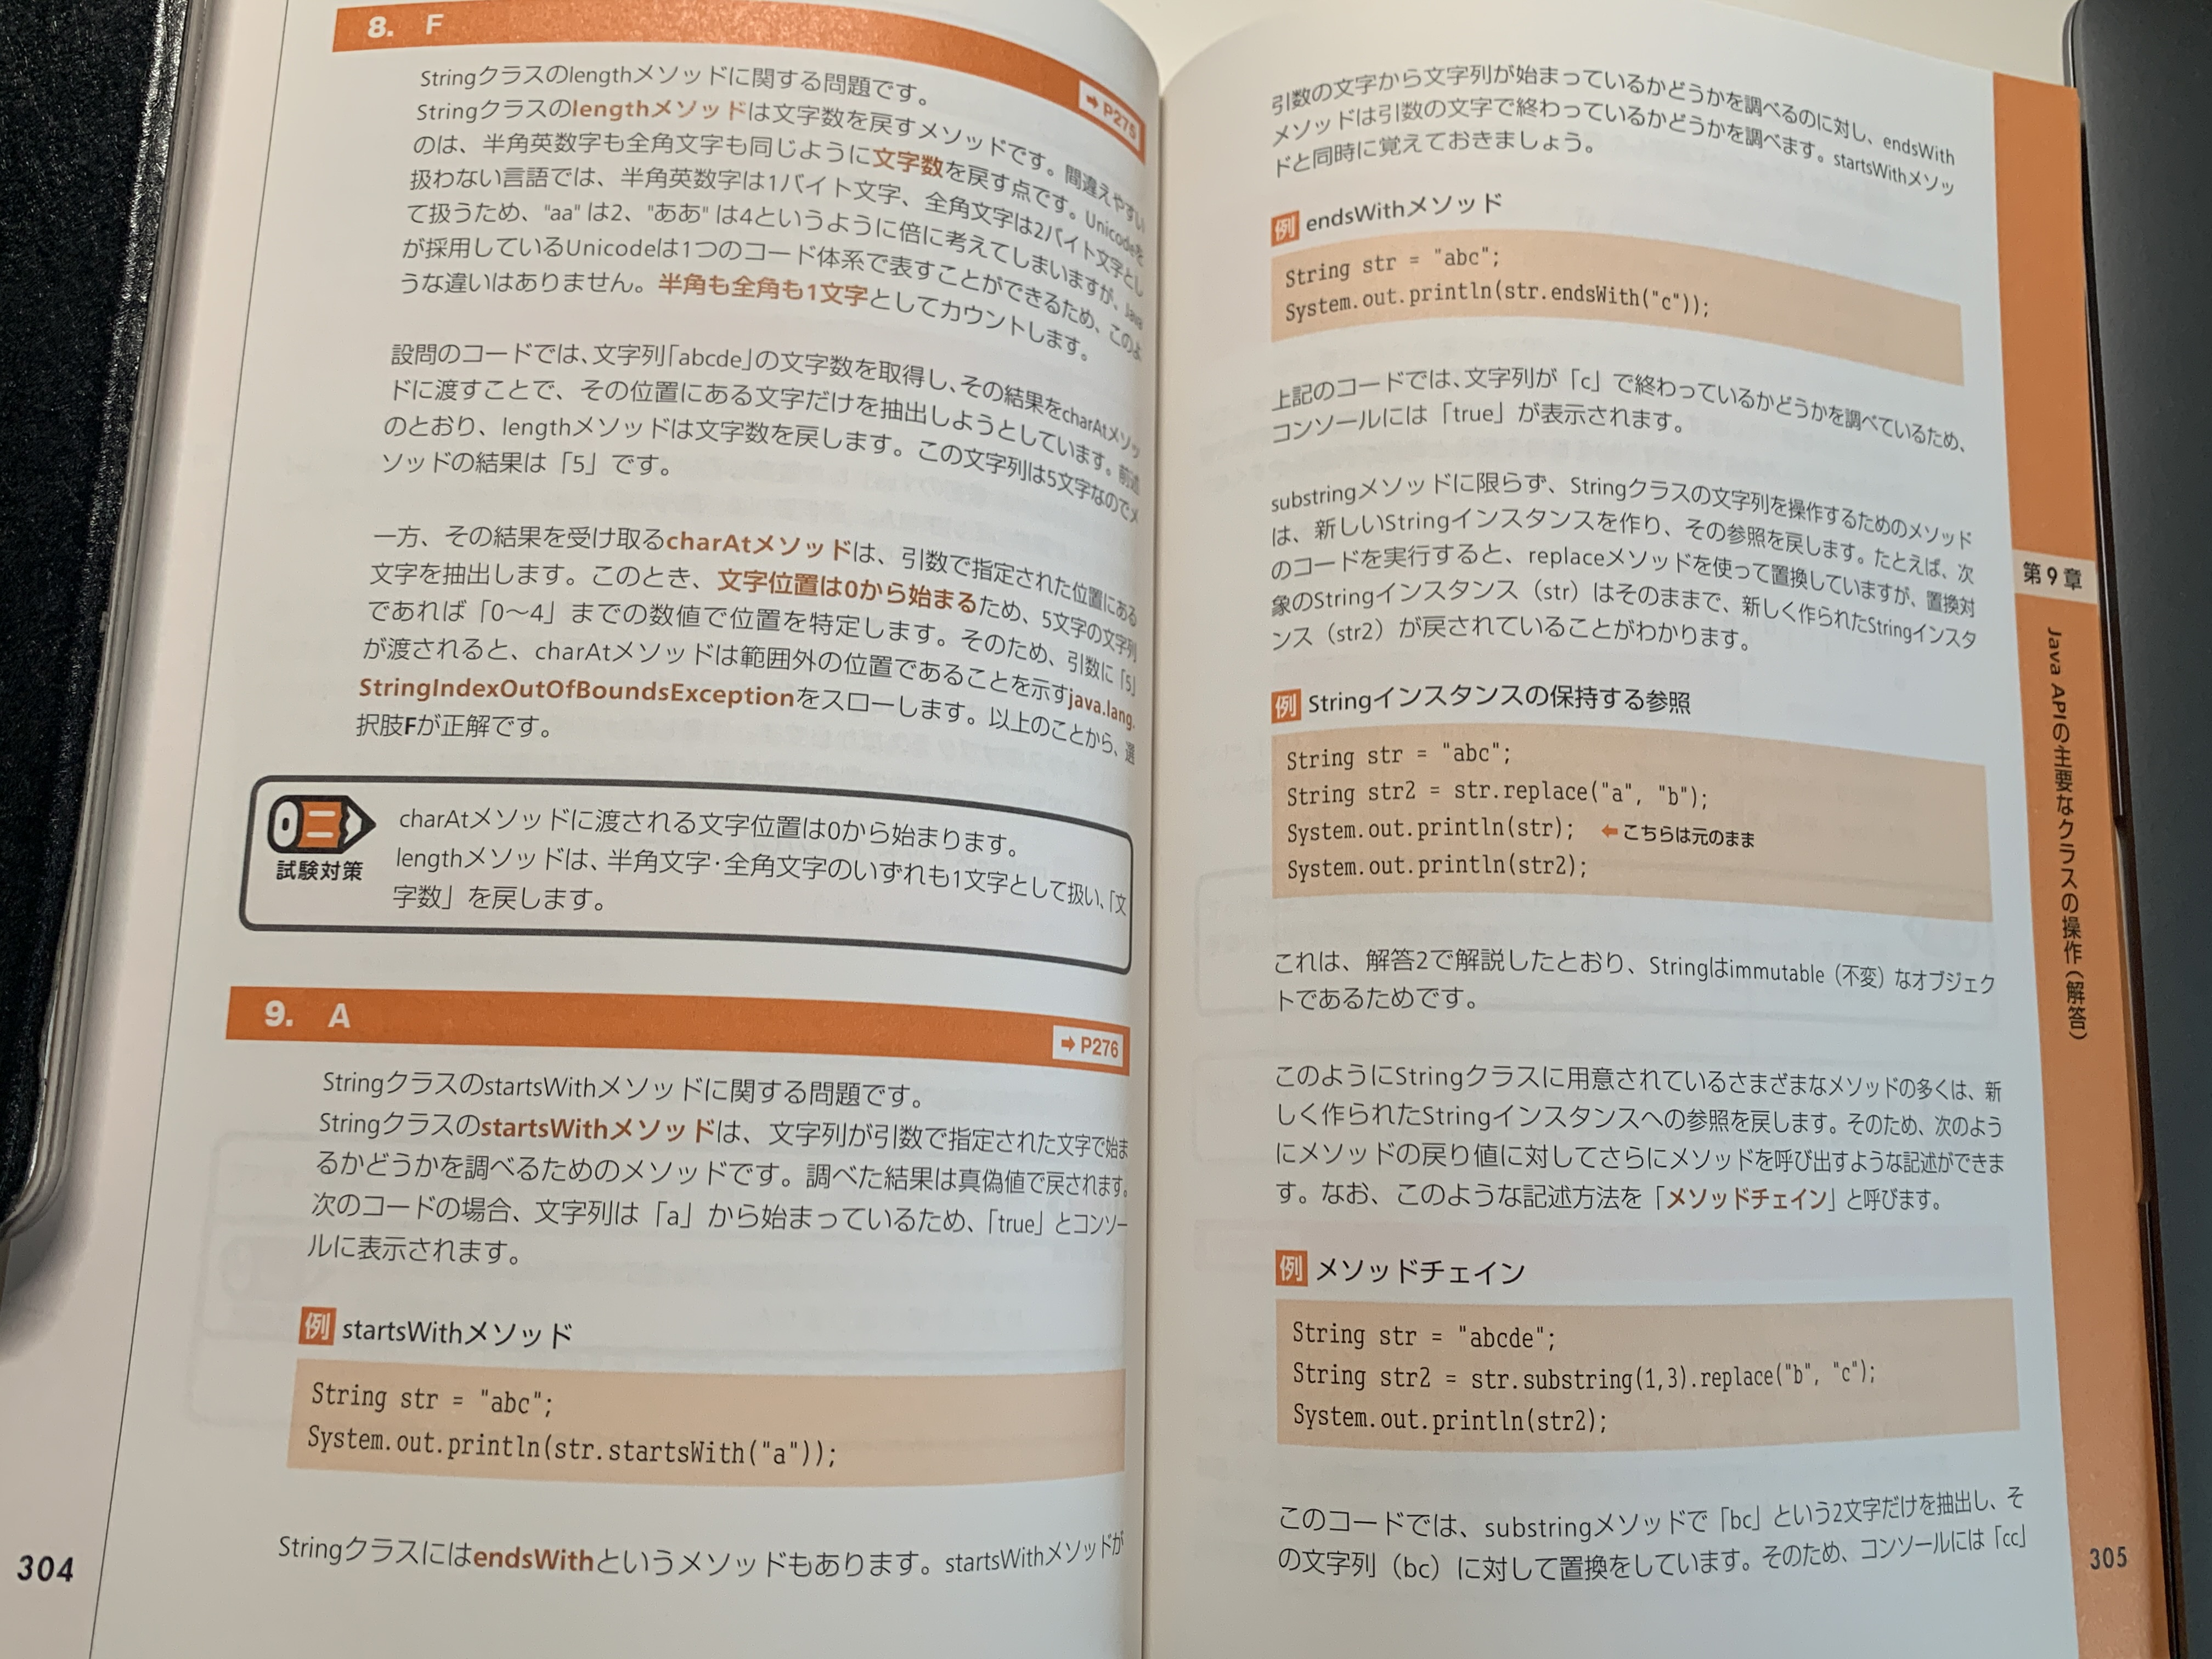 8. F
➡P275
Stringクラスのlengthメソッドに関する問題です。
Stringクラスのlengthメソッドは文字数を戻すメソッドです。間違えやすい
のは、半角英数字も全角文字も同じように文字数を戻す点です。Unicodeを
扱わない言語では、半角英数字は1バイト文字、全角文字は2バイト文字とし
て扱うため、"aa" は2、"ああ" は4というように倍に考えてしまいますが、Java
が採用しているUnicodeは1つのコード体系で表すことができるため、このよ
うな違いはありません。半角も全角も1文字としてカウントします。
設問のコードでは、文字列「abcde」の文字数を取得し、その結果をcharAtメソッ
ドに渡すことで、その位置にある文字だけを抽出しようとしています。前述
のとおり、lengthメソッドは文字数を戻します。この文字列は5文字なのでメ
ソッドの結果は「5」です。
一方、その結果を受け取るcharAtメソッドは、引数で指定された位置にある
文字を抽出します。このとき、文字位置は0から始まるため、5文字の文字列
であれば「0〜4」までの数値で位置を特定します。そのため、引数に「5」
が渡されると、charAtメソッドは範囲外の位置であることを示すjava.lang.
StringIndexOutOfBoundsExceptionをスローします。以上のことから、選
択肢Fが正解です。
試験対策
charAtメソッドに渡される文字位置は0から始まります。
lengthメソッドは、半角文字・全角文字のいずれも1文字として扱い、「文
字数」を戻します。
9. A
➡P276
StringクラスのstartsWithメソッドに関する問題です。
StringクラスのstartsWithメソッドは、文字列が引数で指定された文字で始ま
るかどうかを調べるためのメソッドです。調べた結果は真偽値で戻されます。
次のコードの場合、文字列は「a」から始まっているため、「true」とコンソー
ルに表示されます。
例 startsWithメソッド
String str = "abc";
System.out.println(str.startsWith("a"));
StringクラスにはendsWithというメソッドもあります。startsWithメソッドが
304
引数の文字から文字列が始まっているかどうかを調べるのに対し、endsWith
メソッドは引数の文字で終わっているかどうかを調べます。startsWithメソッ
ドと同時に覚えておきましょう。
例 endsWithメソッド
String str = "abc";
System.out.println(str.endsWith("c"));
上記のコードでは、文字列が「c」で終わっているかどうかを調べているため、
コンソールには「true」が表示されます。
substringメソッドに限らず、Stringクラスの文字列を操作するためのメソッド
は、新しいStringインスタンスを作り、その参照を戻します。たとえば、次
のコードを実行すると、replaceメソッドを使って置換していますが、置換対
象のStringインスタンス（str）はそのままで、新しく作られたStringインスタ
ンス（str2）が戻されていることがわかります。
例 Stringインスタンスの保持する参照
String str = "abc";
String str2 = str.replace("a", "b");
System.out.println(str); ⬅こちらは元のまま
System.out.println(str2);
これは、解答2で解説したとおり、Stringはimmutable（不変）なオブジェク
トであるためです。
このようにStringクラスに用意されているさまざまなメソッドの多くは、新
しく作られたStringインスタンスへの参照を戻します。そのため、次のよう
にメソッドの戻り値に対してさらにメソッドを呼び出すような記述ができま
す。なお、このような記述方法を「メソッドチェイン」と呼びます。
例 メソッドチェイン
String str = "abcde";
String str2 = str.substring(1,3).replace("b", "c");
System.out.println(str2);
このコードでは、substringメソッドで「bc」という2文字だけを抽出し、そ
の文字列（bc）に対して置換をしています。そのため、コンソールには「cc」
第9章
Java APIの主要なクラスの操作（解答）
305